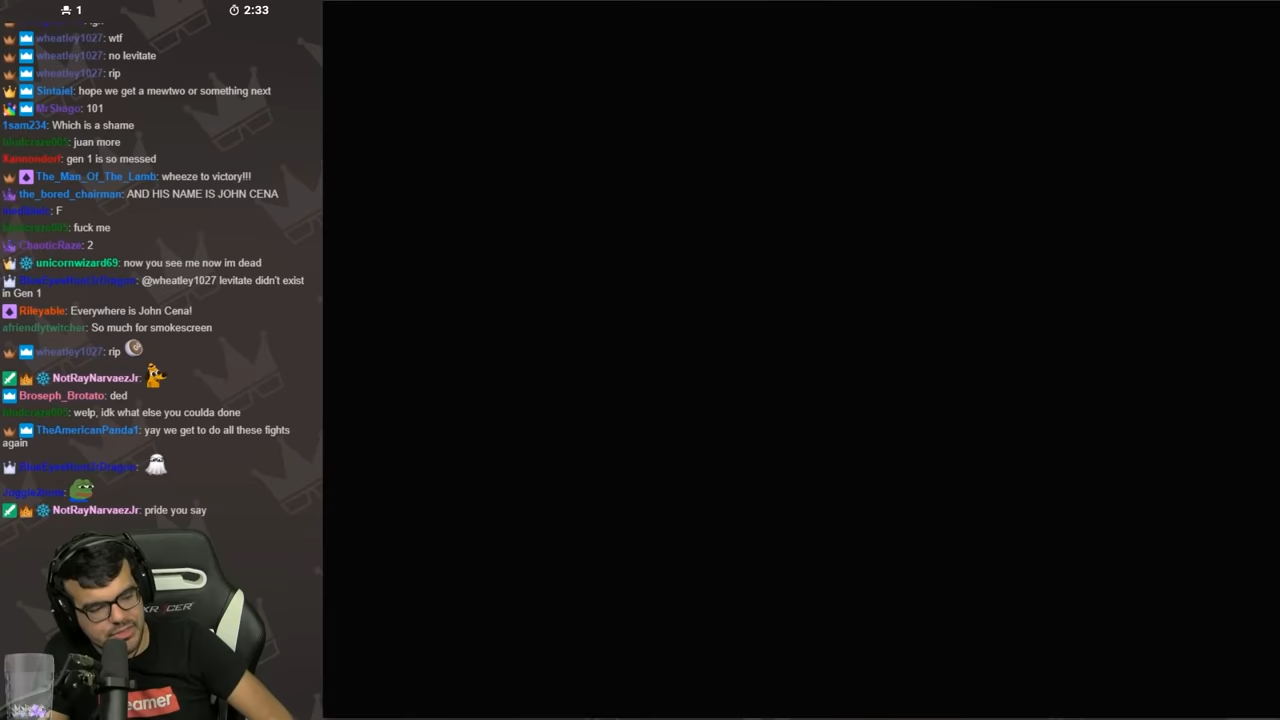 1
2:33
wheatley1027: wtf
wheatley1027: no levitate
wheatley1027: rip
Sintaiel: hope we get a mewtwo or something next
MrShago: 101
1sam234: Which is a shame
bludcraze005: juan more
Xannondorf: gen 1 is so messed
The_Man_Of_The_Lamb: wheeze to victory!!!
the_bored_chairman: AND HIS NAME IS JOHN CENA
: F
bludcraze005: fuck me
ChaoticRaze: 2
unicornwizard69: now you see me now im dead
: @wheatley1027 levitate didn't exist
in Gen 1
Rileyable: Everywhere is John Cena!
afriendlytwitcher: So much for smokescreen
wheatley1027: rip
NotRayNarvaezJr:
Broseph_Brotato: ded
bludcraze005: welp, idk what else you coulda done
TheAmericanPanda1: yay we get to do all these fights
again
NotRayNarvaezJr: pride you say
eamer